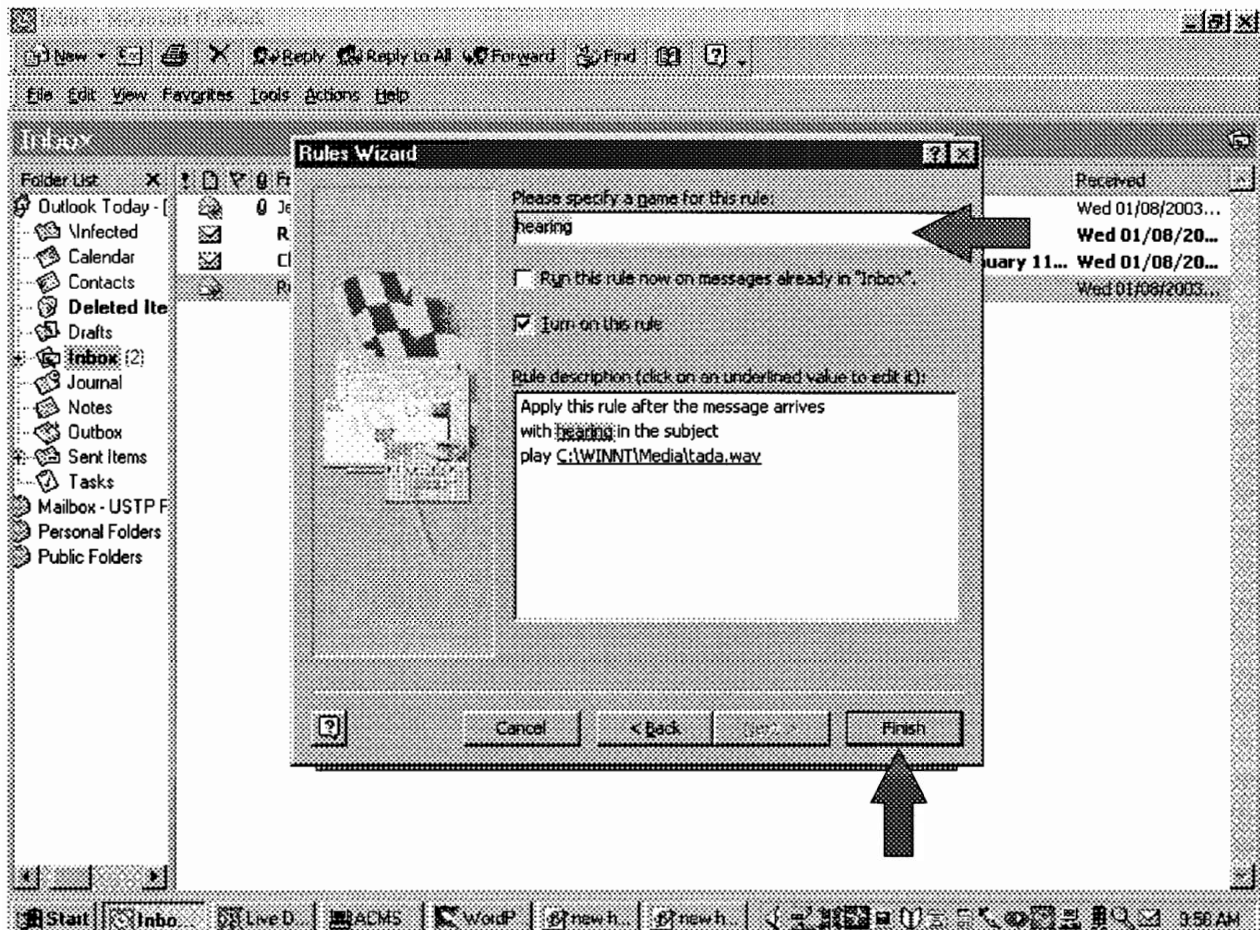 Inbox - Microsoft Outlook
New Reply Reply to All Forward Find
File Edit View Favorites Tools Actions Help
Inbox
Rules Wizard
Folder List
Received
Outlook Today - [
Wed 01/08/2003...
\Infected
R
Wed 01/08/20...
Calendar
uary 11... Wed 01/08/20...
Contacts
Wed 01/08/2003...
Deleted Ite
Drafts
Inbox (2)
Journal
Notes
Outbox
Sent Items
Tasks
Mailbox - USTP F
Personal Folders
Public Folders
Please specify a name for this rule:
hearing
Run this rule now on messages already in "Inbox".
Turn on this rule
Rule description (click on an underlined value to edit it):
Apply this rule after the message arrives
with hearing in the subject
play C:\WINNT\Media\tada.wav
Cancel < Back Next > Finish
Start Inbo... Live D... ACMS WordP new h... new h... 9:58 AM